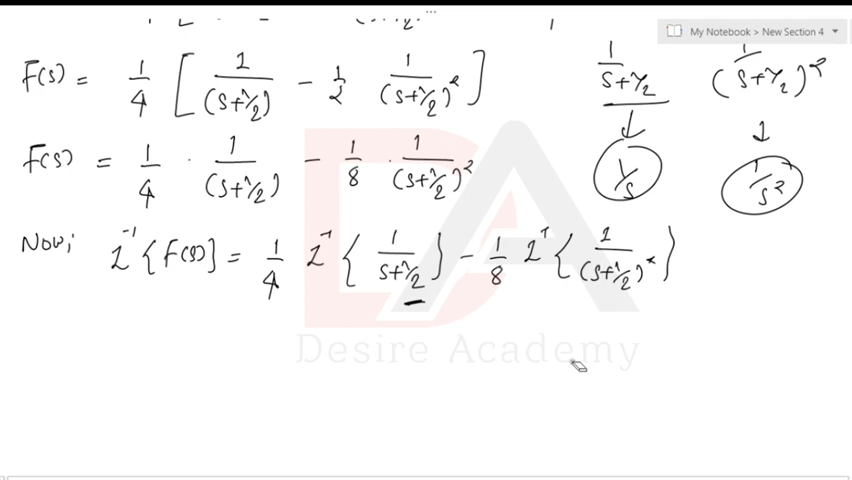 My Notebook > New Section 4
F(s) = 1/4 [ 1/(s+1/2) - 1/2 1/(s+1/2)^2 ]
1/(s+1/2) ↓ 1/s
1/(s+1/2)^2 ↓ 1/s^2
F(s) = 1/4 · 1/(s+1/2) - 1/8 · 1/(s+1/2)^2
Now; L^-1 {F(s)} = 1/4 L^-1 { 1/(s+1/2) } - 1/8 L^-1 { 1/(s+1/2)^2 }
DA
Desire Academy